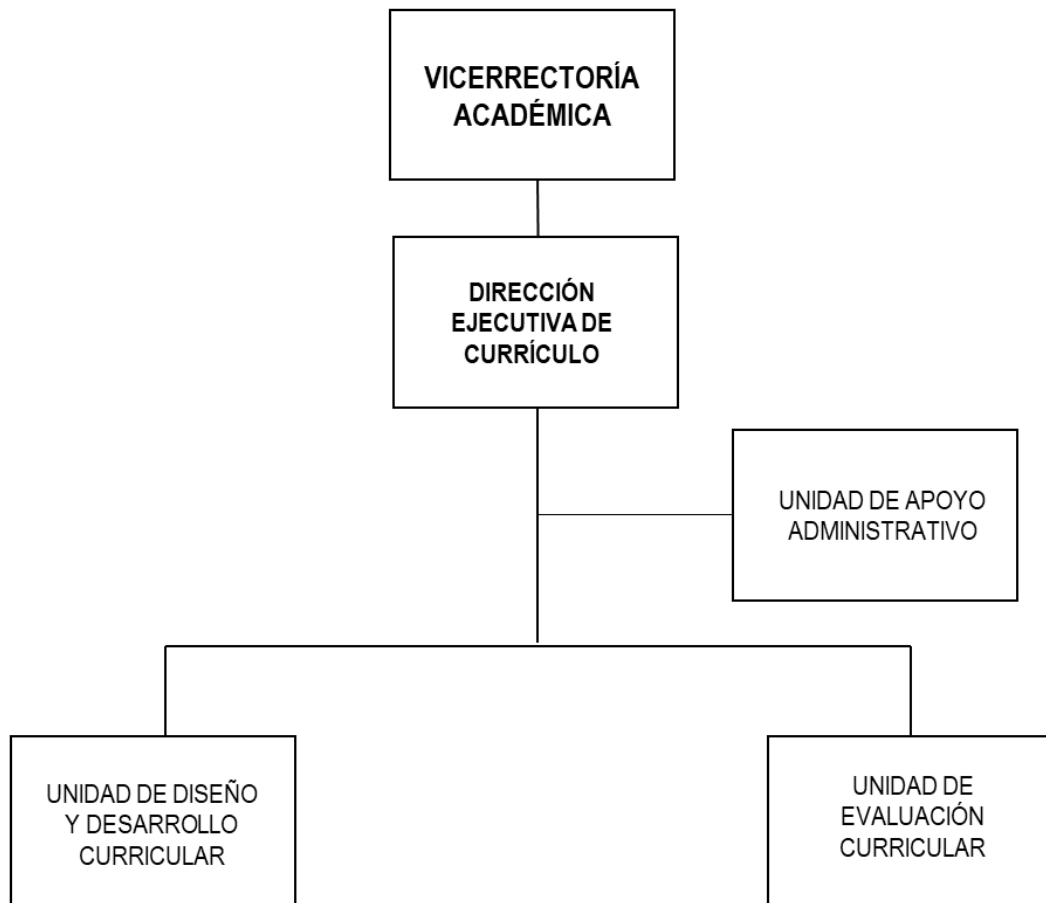 VICERRECTORÍA
ACADÉMICA
DIRECCIÓN
EJECUTIVA DE
CURRÍCULO
UNIDAD DE APOYO
ADMINISTRATIVO
UNIDAD DE DISEÑO
Y DESARROLLO
CURRICULAR
UNIDAD DE
EVALUACIÓN
CURRICULAR